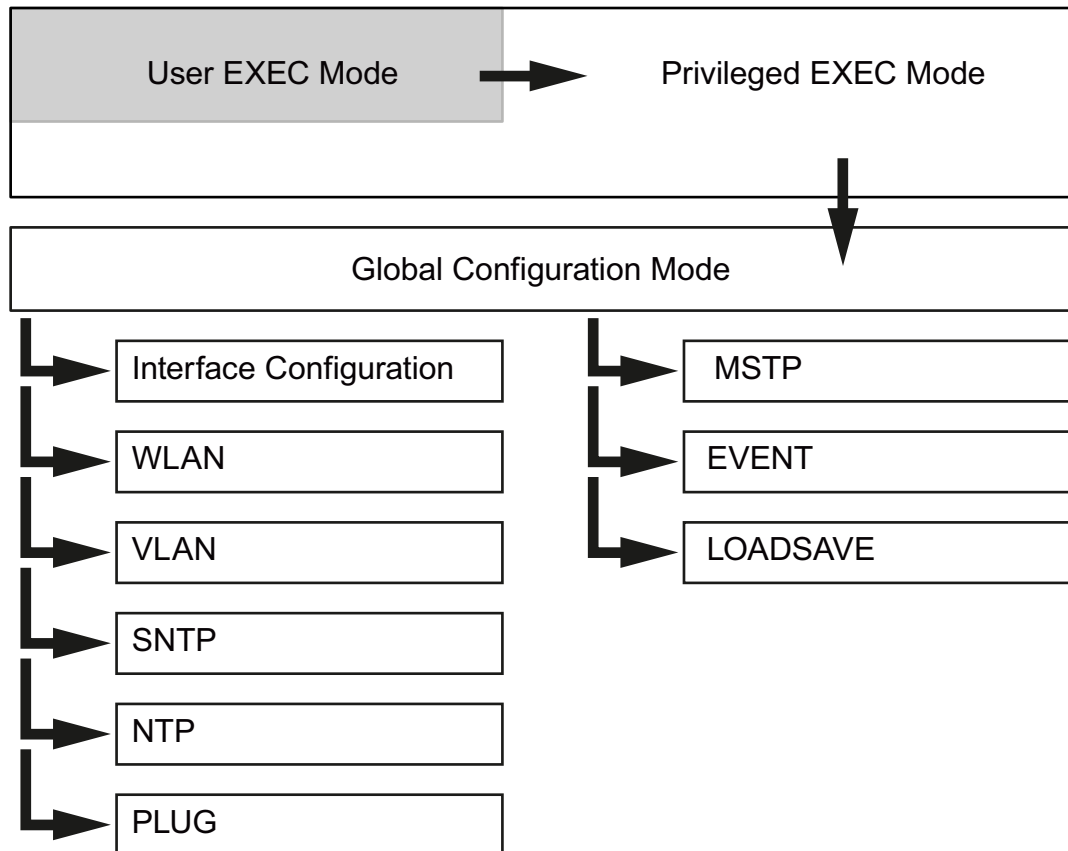 User EXEC Mode
Privileged EXEC Mode
Global Configuration Mode
Interface Configuration
WLAN
VLAN
SNTP
NTP
PLUG
MSTP
EVENT
LOADSAVE